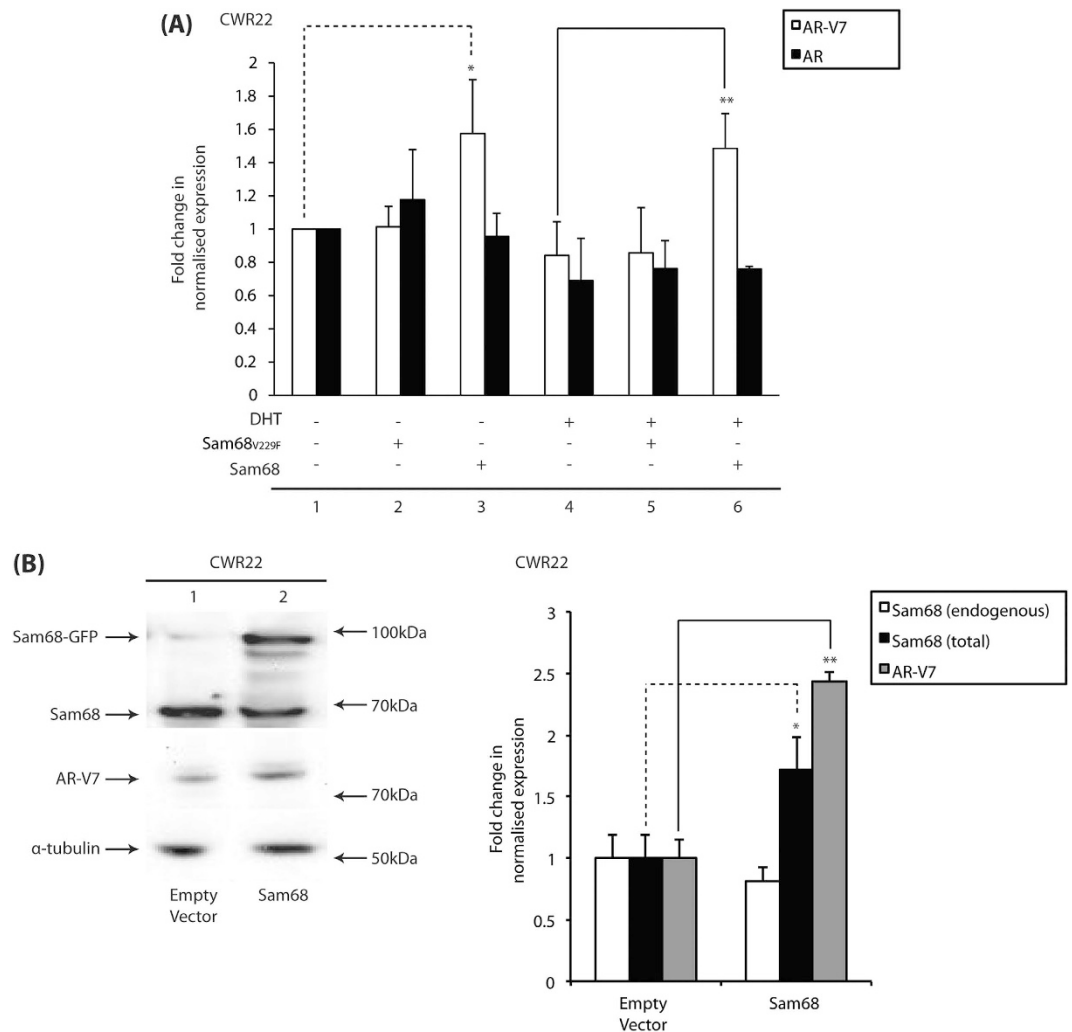 (A)
CWR22
AR-V7
AR
Fold change in
normalised expression
2
1.8
1.6
1.4
1.2
1
0.8
0.6
0.4
0.2
0
*
**
DHT - - - + + +
Sam68V229F - + - - + -
Sam68 - - + - - +
1 2 3 4 5 6
(B)
CWR22
1 2
Sam68-GFP
100kDa
Sam68
70kDa
AR-V7
70kDa
α-tubulin
50kDa
Empty
Vector
Sam68
CWR22
Sam68 (endogenous)
Sam68 (total)
AR-V7
Fold change in
normalised expression
3
2.5
2
1.5
1
0.5
0
*
**
Empty
Vector
Sam68